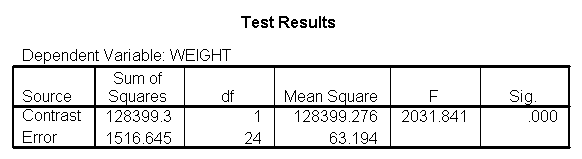 Test Results
Dependent Variable: WEIGHT
Sum of
Source Squares df Mean Square F Sig.
Contrast 128399.3 1 128399.276 2031.841 .000
Error 1516.645 24 63.194